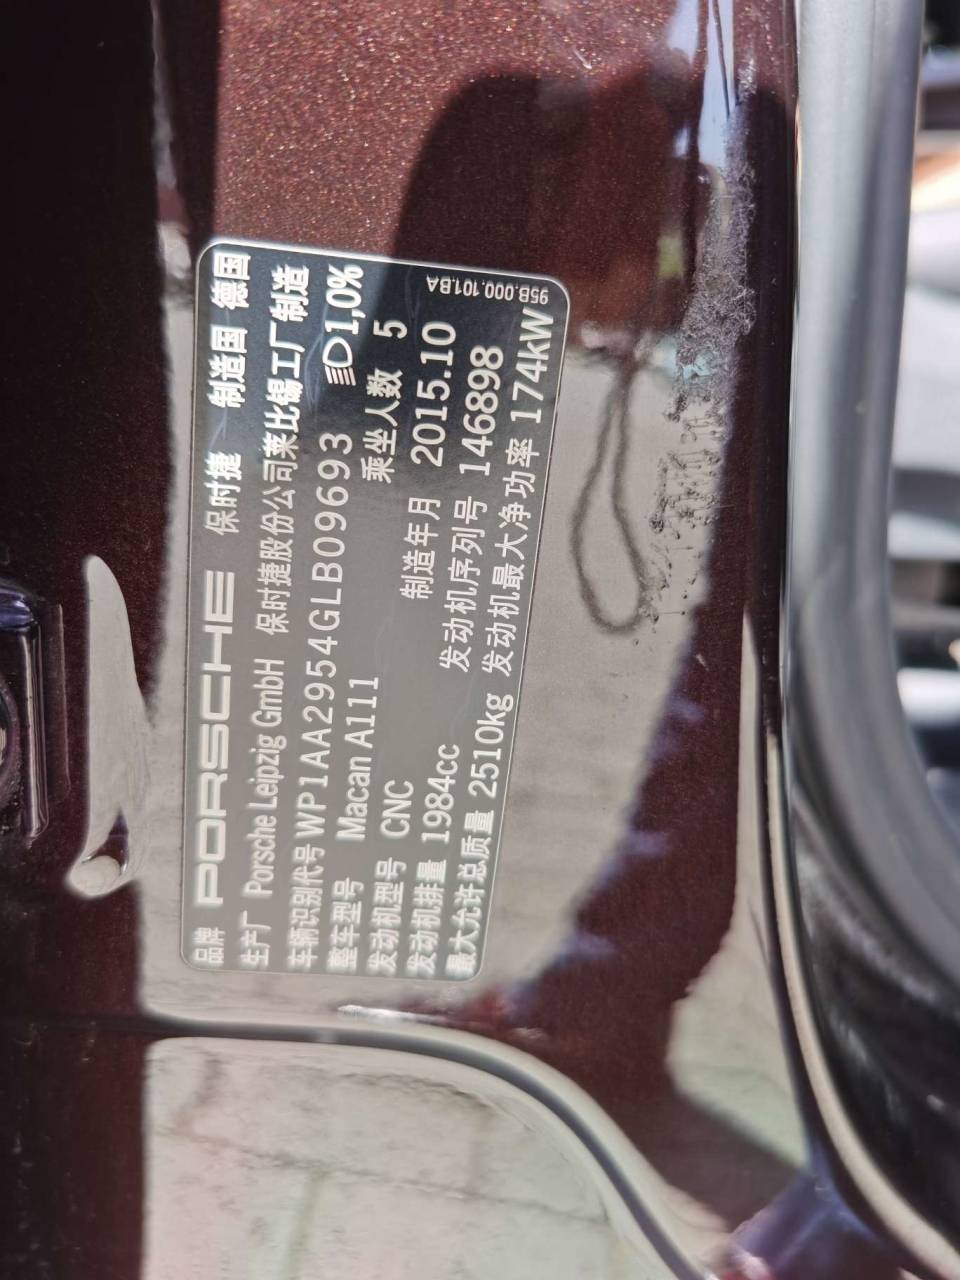 品牌 PORSCHE 保时捷 制造国 德国
生产厂 Porsche Leipzig GmbH 保时捷股份公司莱比锡工厂制造
车辆识别代号 WP1AA2954GLB09693 1,0%
整车型号 Macan A111 乘坐人数 5
发动机型号 CNC 制造年月 2015.10
发动机排量 1984cc 发动机序列号 146898
最大允许总质量 2510kg 发动机最大净功率 174kW
95B.000.101.BA